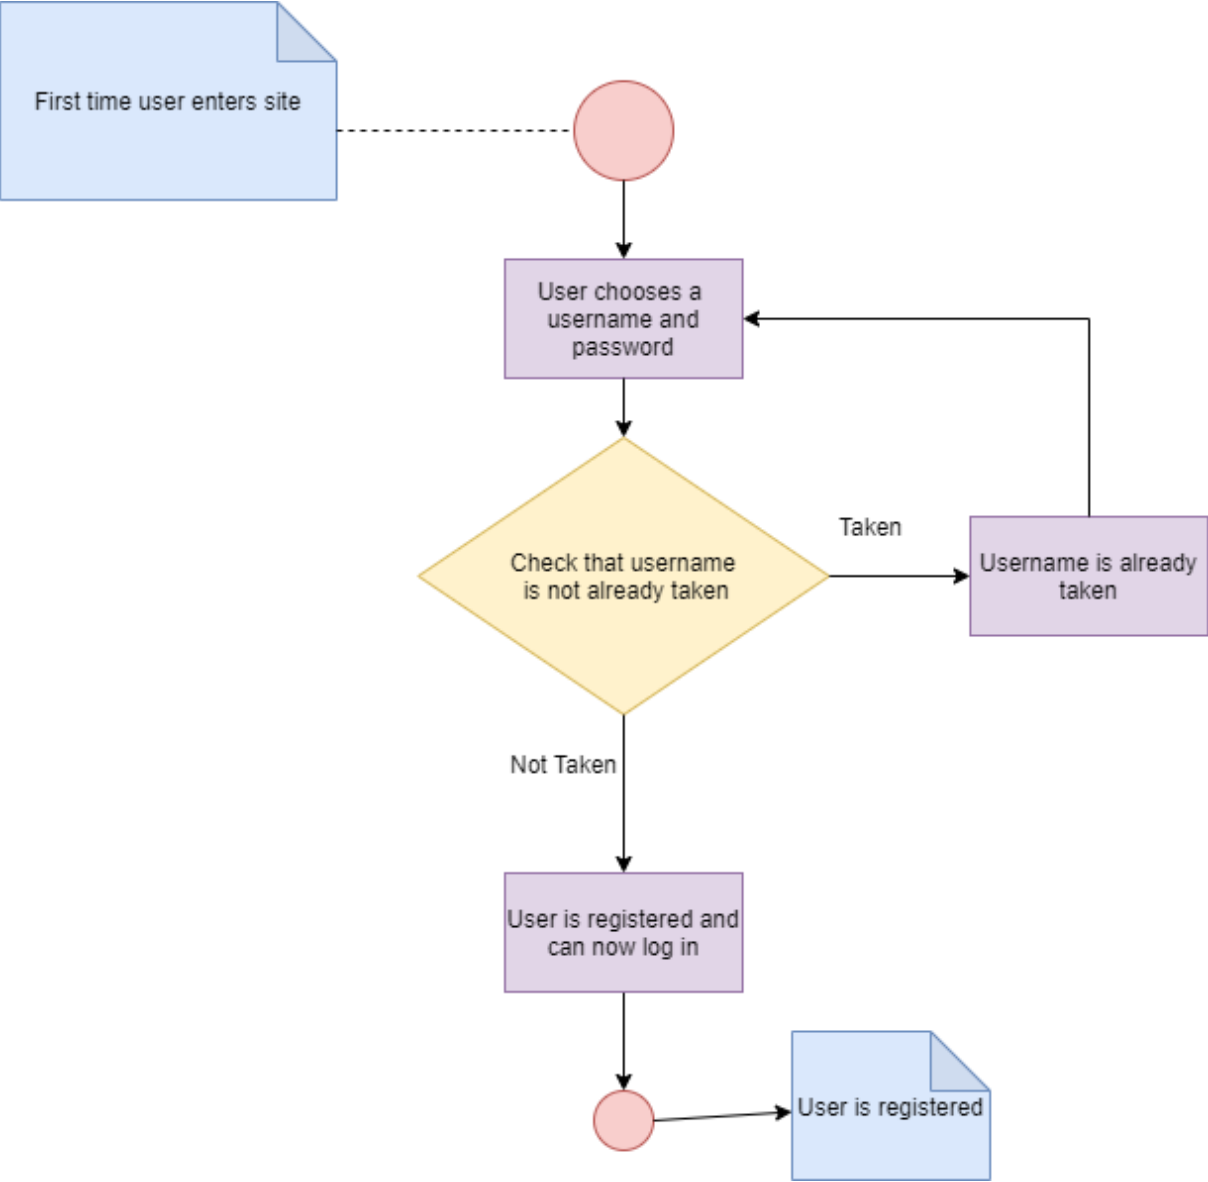 First time user enters site
User chooses a
username and
password
Taken
Check that username
is not already taken
Username is already
taken
Not Taken
User is registered and
can now log in
User is registered